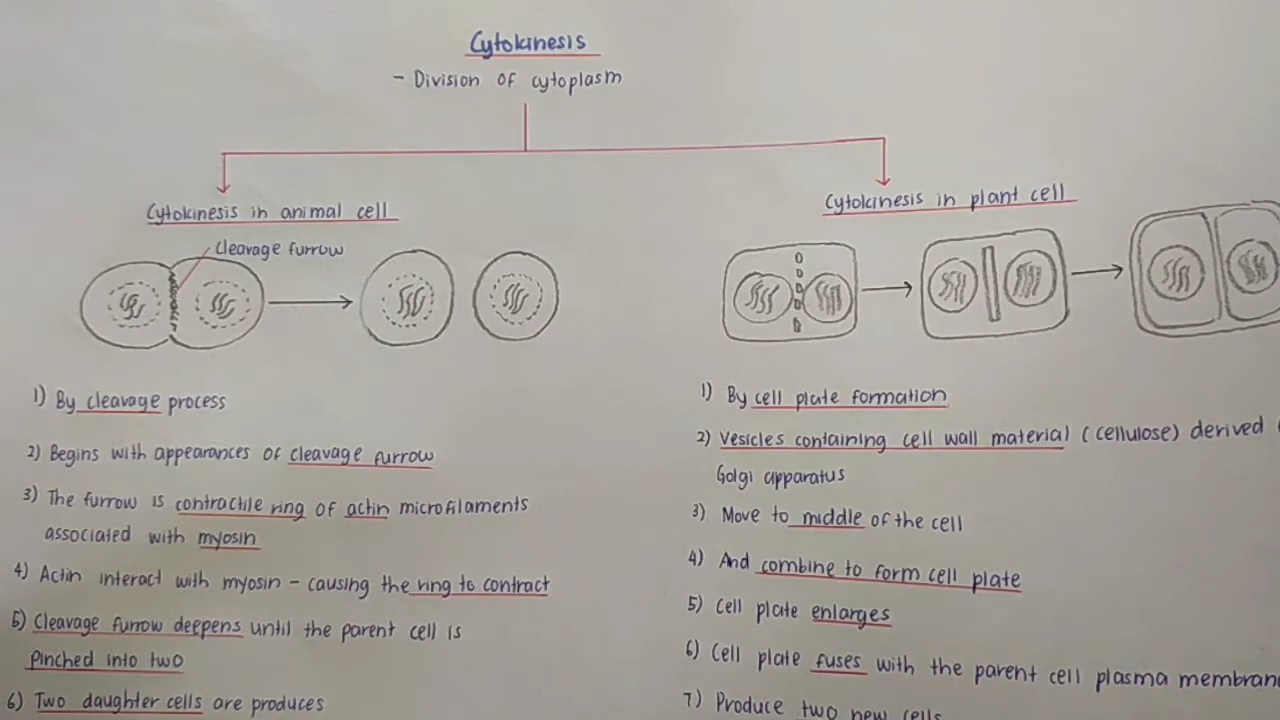 Cytokinesis
- Division of cytoplasm
Cytokinesis in animal cell
Cleavage furrow
1) By cleavage process
2) Begins with appearances of cleavage furrow
3) The furrow is contractile ring of actin microfilaments
associated with myosin
4) Actin interact with myosin - causing the ring to contract
5) Cleavage furrow deepens until the parent cell is
pinched into two
6) Two daughter cells are produces
Cytokinesis in plant cell
1) By cell plate formation
2) Vesicles containing cell wall material (cellulose) derived
Golgi apparatus
3) Move to middle of the cell
4) And combine to form cell plate
5) Cell plate enlarges
6) Cell plate fuses with the parent cell plasma membran
7) Produce two new cells